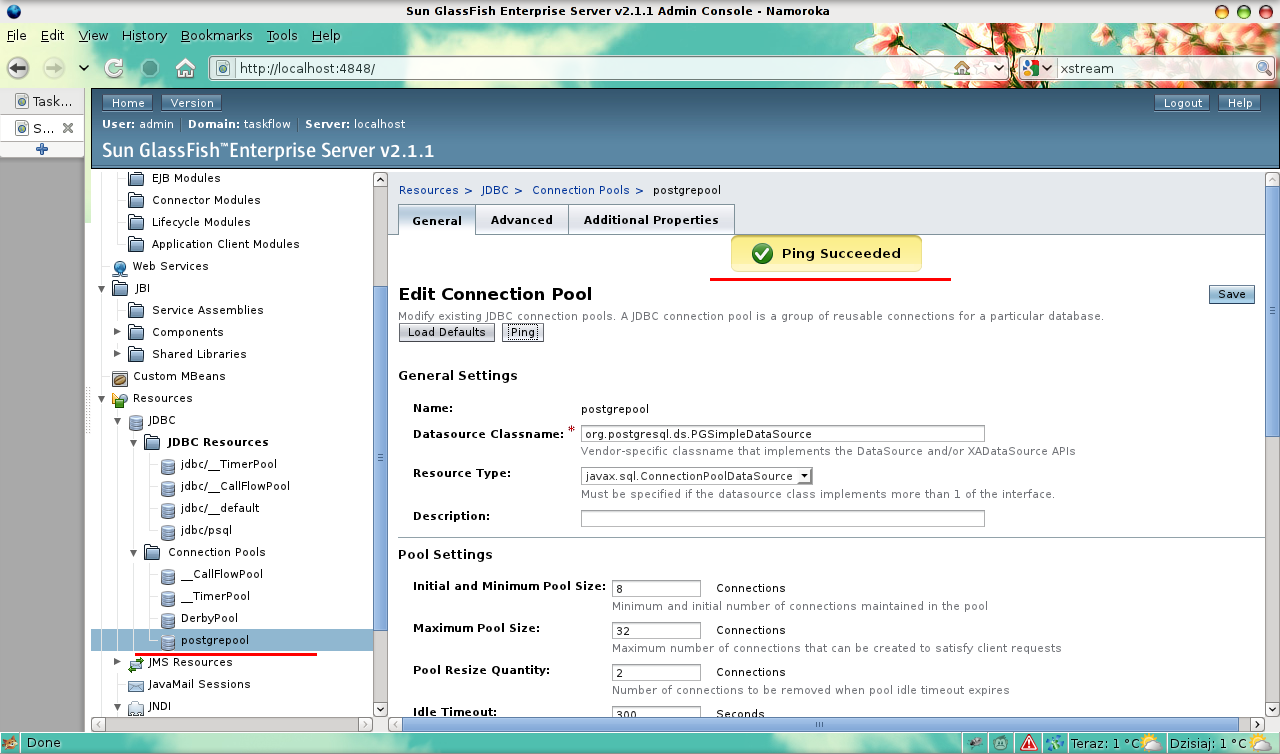 Sun GlassFish Enterprise Server v2.1.1 Admin Console - Namoroka
File Edit View History Bookmarks Tools Help
http://localhost:4848/
xstream
Task...
S...
Home Version Logout Help
User: admin Domain: taskflow Server: localhost
Sun GlassFish™ Enterprise Server v2.1.1
EJB Modules
Connector Modules
Lifecycle Modules
Application Client Modules
Web Services
JBI
Service Assemblies
Components
Shared Libraries
Custom MBeans
Resources
JDBC
JDBC Resources
jdbc/__TimerPool
jdbc/__CallFlowPool
jdbc/__default
jdbc/psql
Connection Pools
__CallFlowPool
__TimerPool
DerbyPool
postgrepool
JMS Resources
JavaMail Sessions
JNDI
Resources > JDBC > Connection Pools > postgrepool
General Advanced Additional Properties
Ping Succeeded
Edit Connection Pool
Save
Modify existing JDBC connection pools. A JDBC connection pool is a group of reusable connections for a particular database.
Load Defaults Ping
General Settings
Name: postgrepool
Datasource Classname: * org.postgresql.ds.PGSimpleDataSource
Vendor-specific classname that implements the DataSource and/or XADataSource APIs
Resource Type: javax.sql.ConnectionPoolDataSource
Must be specified if the datasource class implements more than 1 of the interface.
Description:
Pool Settings
Initial and Minimum Pool Size: 8 Connections
Minimum and initial number of connections maintained in the pool
Maximum Pool Size: 32 Connections
Maximum number of connections that can be created to satisfy client requests
Pool Resize Quantity: 2 Connections
Number of connections to be removed when pool idle timeout expires
Idle Timeout: 300 Seconds
Done
Teraz: 1 °C
Dzisiaj: 1 °C